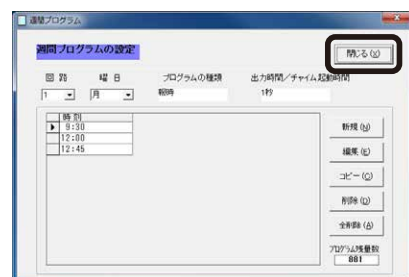 週間プログラム
週間プログラムの設定
閉じる(X)
回路 曜日 プログラムの種類 出力時間/チャイム起動時間
1 月 報時 1秒
時刻
9:30
12:00
12:45
新規(N)
編集(E)
コピー(C)
削除(D)
全削除(A)
プログラム残量数
881